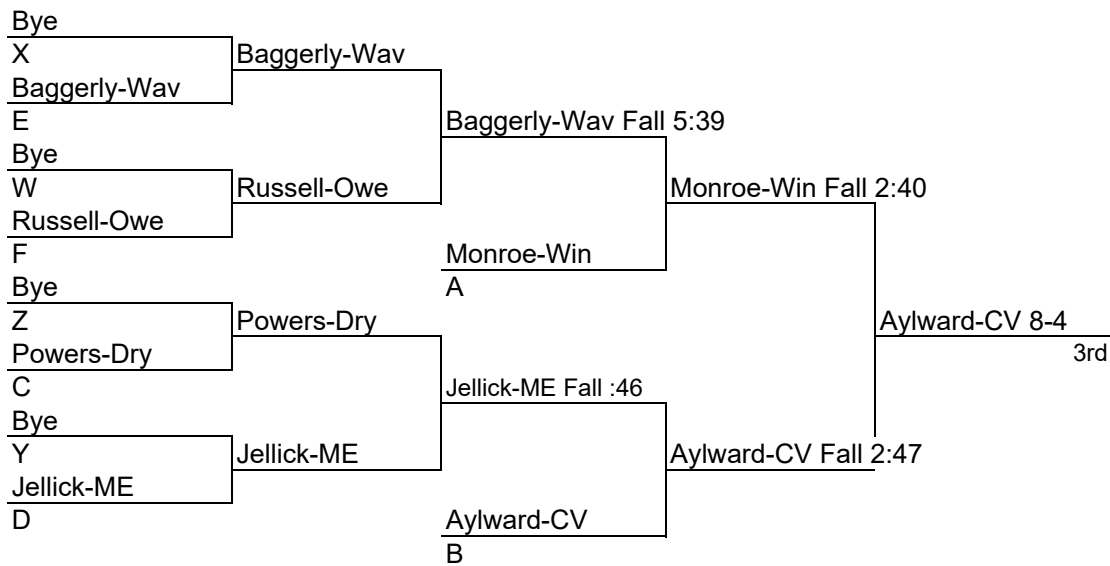 Bye
X
Baggerly-Wav
Baggerly-Wav
E
Baggerly-Wav Fall 5:39
Bye
W
Russell-Owe
Monroe-Win Fall 2:40
Russell-Owe
F
Monroe-Win
Bye
A
Z
Powers-Dry
Aylward-CV 8-4
Powers-Dry
3rd
C
Jellick-ME Fall :46
Bye
Y
Jellick-ME
Aylward-CV Fall 2:47
Jellick-ME
D
Aylward-CV
B